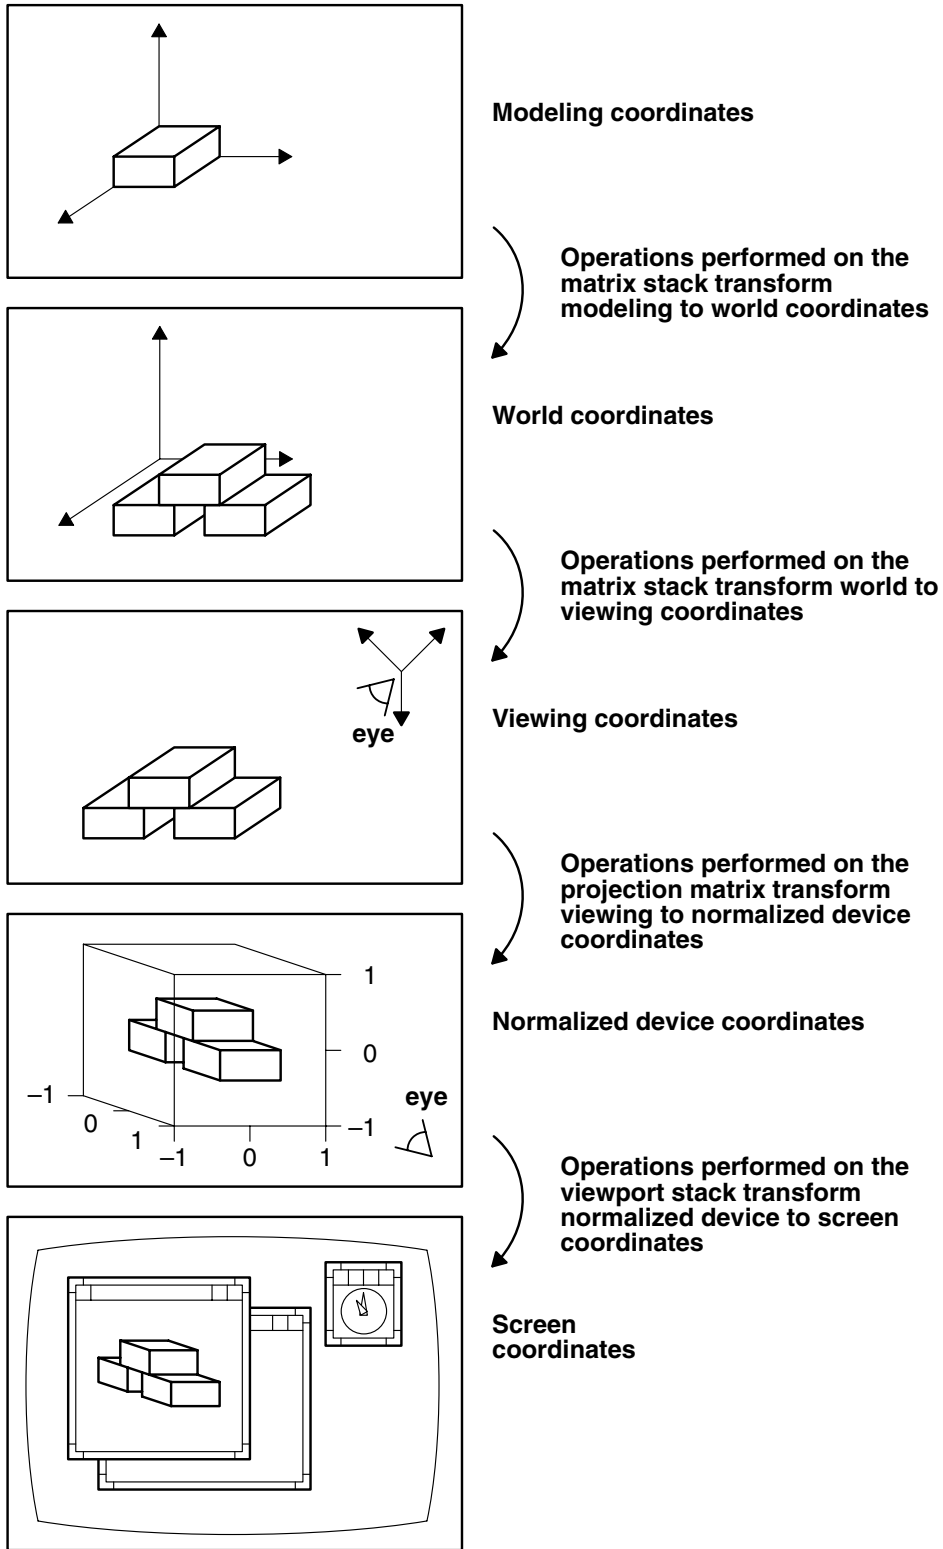 Modeling coordinates
Operations performed on the
matrix stack transform
modeling to world coordinates
World coordinates
Operations performed on the
matrix stack transform world to
viewing coordinates
eye
Viewing coordinates
Operations performed on the
projection matrix transform
viewing to normalized device
coordinates
1
Normalized device coordinates
0
–1
eye
0
–1
1
–1
0
1
Operations performed on the
viewport stack transform
normalized device to screen
coordinates
Screen
coordinates